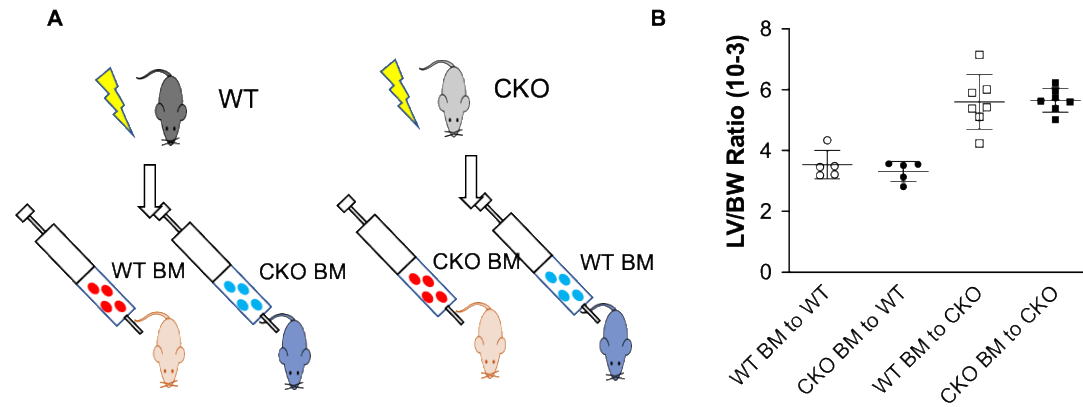 A
WT
CKO
WT BM
CKO BM
CKO BM
WT BM
B
LV/BW Ratio (10-3)
8
6
4
2
0
WT BM to WT
CKO BM to WT
WT BM to CKO
CKO BM to CKO